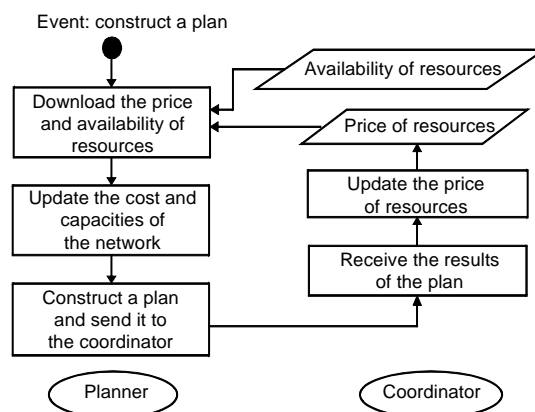 Event: construct a plan
Availability of resources
Download the price
and availability of
resources
Price of resources
Update the cost and
capacities of
the network
Update the price
of resources
Receive the results
of the plan
Construct a plan
and send it to
the coordinator
Planner
Coordinator